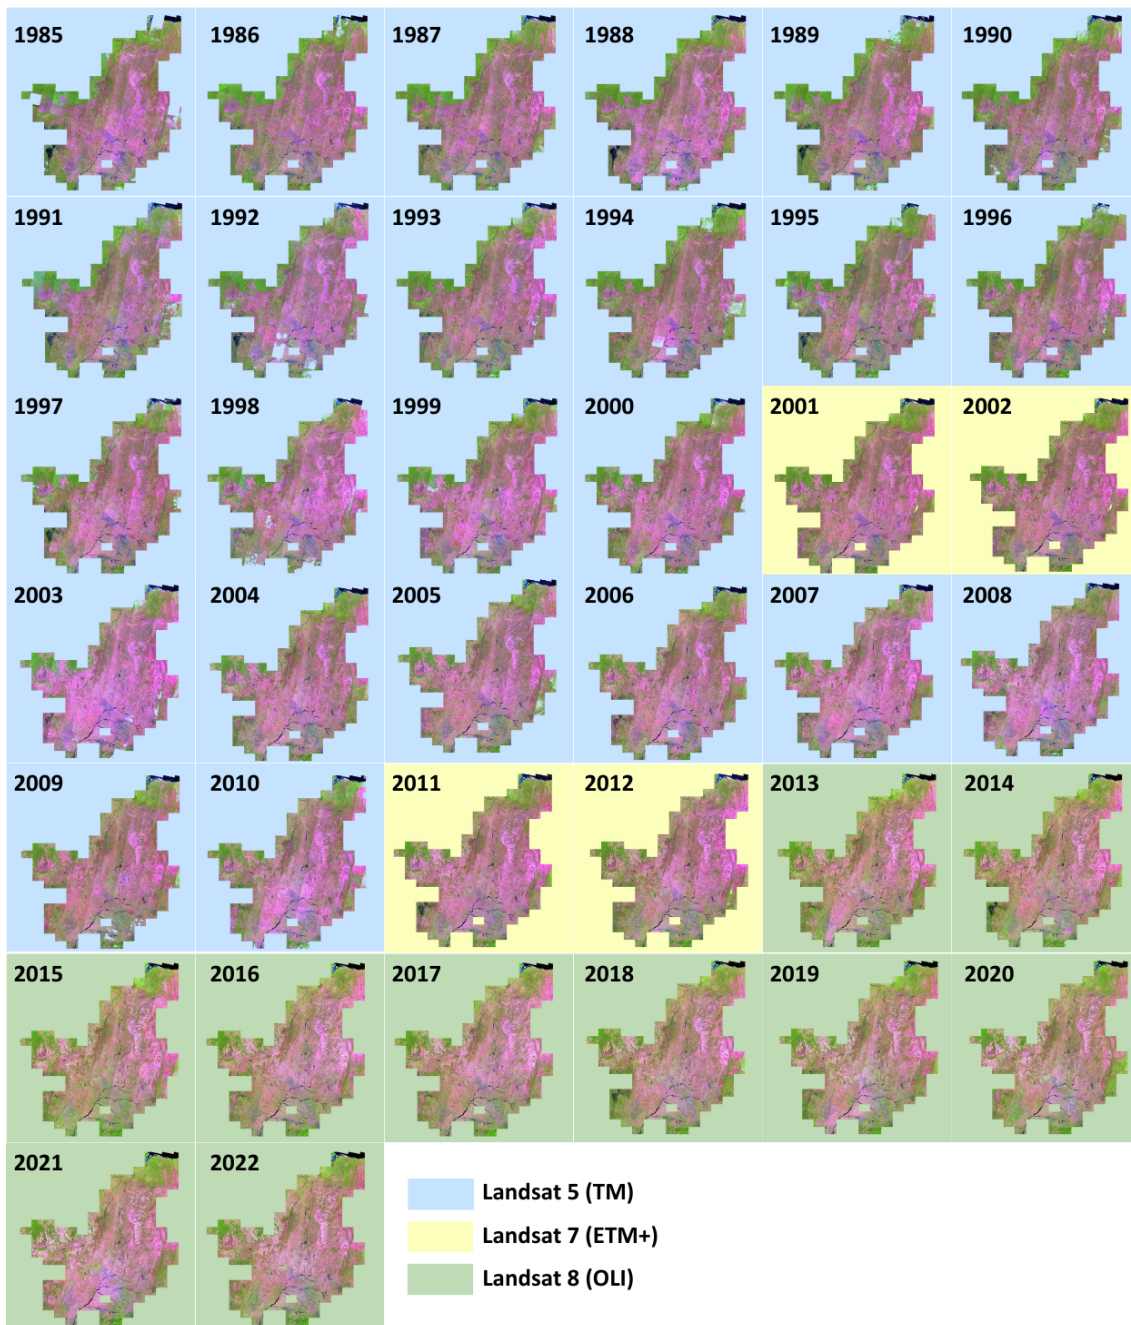 1985 1986 1987 1988 1989 1990
1991 1992 1993 1994 1995 1996
1997 1998 1999 2000 2001 2002
2003 2004 2005 2006 2007 2008
2009 2010 2011 2012 2013 2014
2015 2016 2017 2018 2019 2020
2021 2022
Landsat 5 (TM)
Landsat 7 (ETM+)
Landsat 8 (OLI)